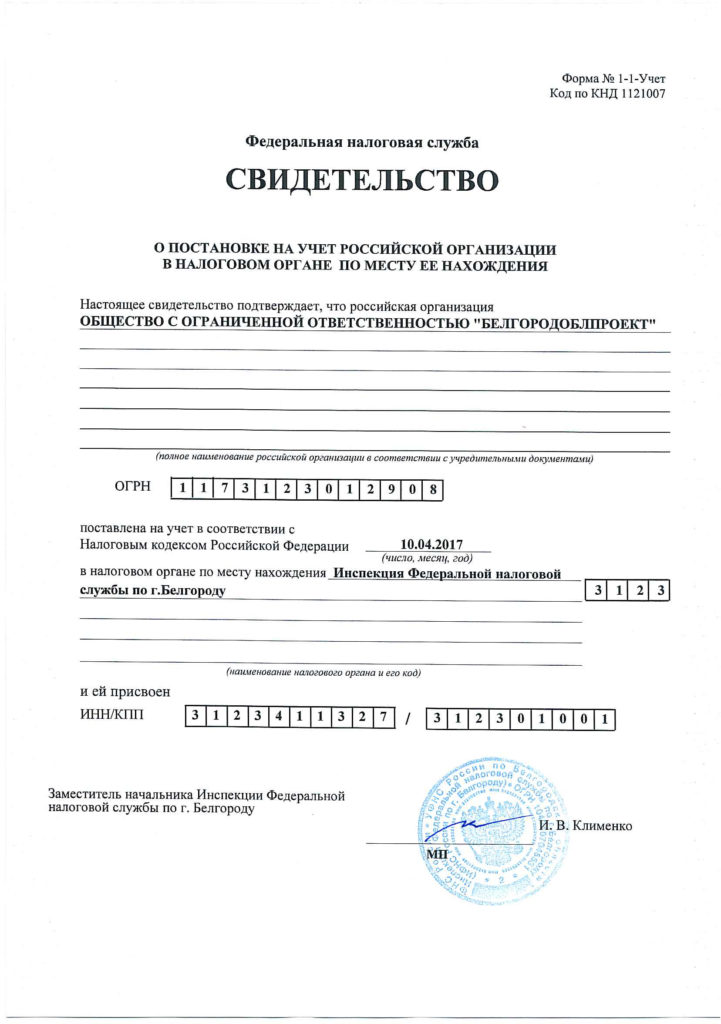 Форма № 1-1-Учет
Код по КНД 1121007
Федеральная налоговая служба
СВИДЕТЕЛЬСТВО
О ПОСТАНОВКЕ НА УЧЕТ РОССИЙСКОЙ ОРГАНИЗАЦИИ
В НАЛОГОВОМ ОРГАНЕ ПО МЕСТУ ЕЕ НАХОЖДЕНИЯ
Настоящее свидетельство подтверждает, что российская организация
ОБЩЕСТВО С ОГРАНИЧЕННОЙ ОТВЕТСТВЕННОСТЬЮ "БЕЛГОРОДОБЛПРОЕКТ"
(полное наименование российской организации в соответствии с учредительными документами)
ОГРН 1 1 7 3 1 2 3 0 1 2 9 0 8
поставлена на учет в соответствии с
Налоговым кодексом Российской Федерации 10.04.2017
(число, месяц, год)
в налоговом органе по месту нахождения Инспекция Федеральной налоговой
службы по г.Белгороду 3 1 2 3
(наименование налогового органа и его код)
и ей присвоен
ИНН/КПП 3 1 2 3 4 1 1 3 2 7 / 3 1 2 3 0 1 0 0 1
Заместитель начальника Инспекции Федеральной
налоговой службы по г. Белгороду
И. В. Клименко
МП